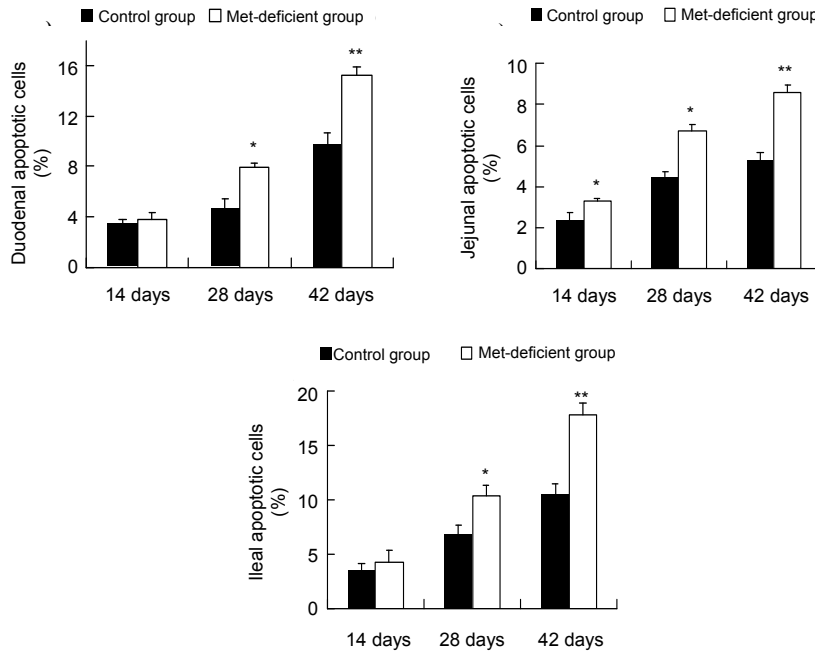 Control group Met-deficient group
Control group Met-deficient group
Duodenal apoptotic cells
(%)
16
12
8
4
0
*
**
14 days 28 days 42 days
Jejunal apoptotic cells
(%)
10
8
6
4
2
0
*
*
**
14 days 28 days 42 days
Control group Met-deficient group
Ileal apoptotic cells
(%)
20
15
10
5
0
*
**
14 days 28 days 42 days